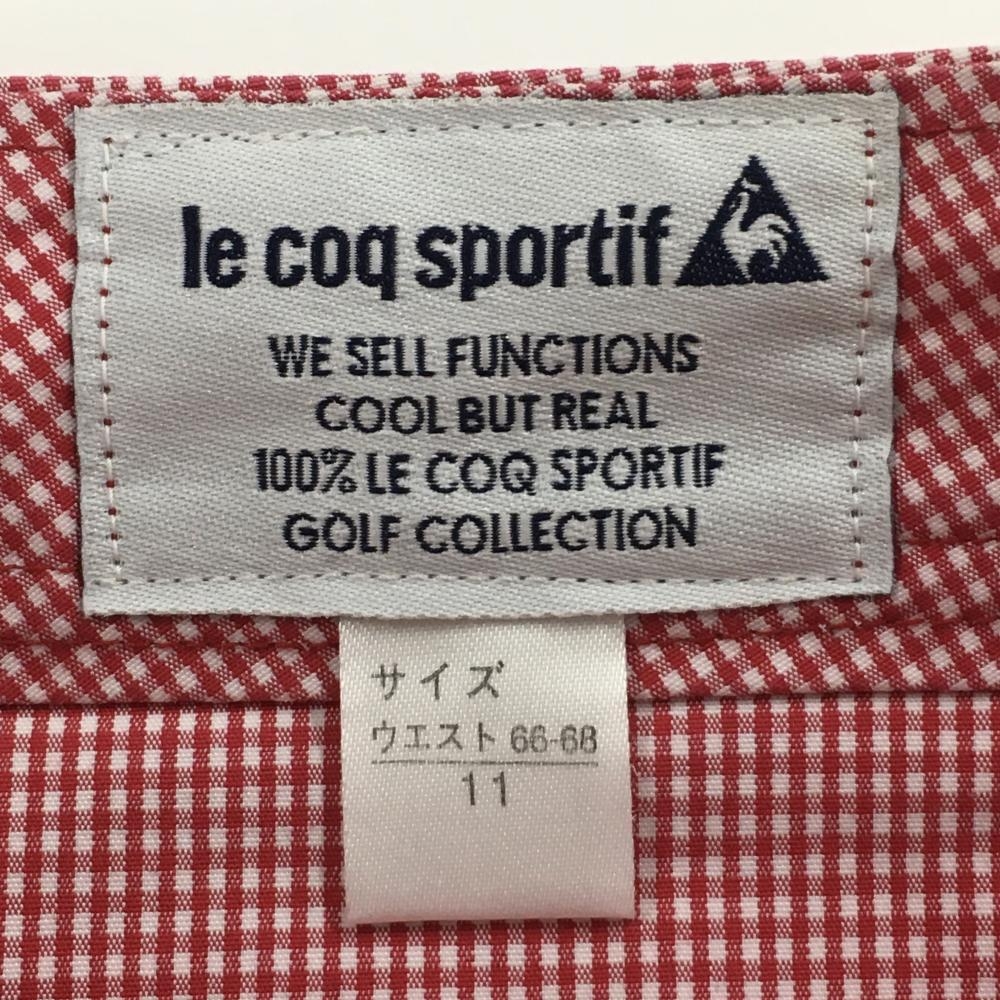 le coq sportif
WE SELL FUNCTIONS
COOL BUT REAL
100% LE COQ SPORTIF
GOLF COLLECTION
サイズ
ウエスト 66-68
11